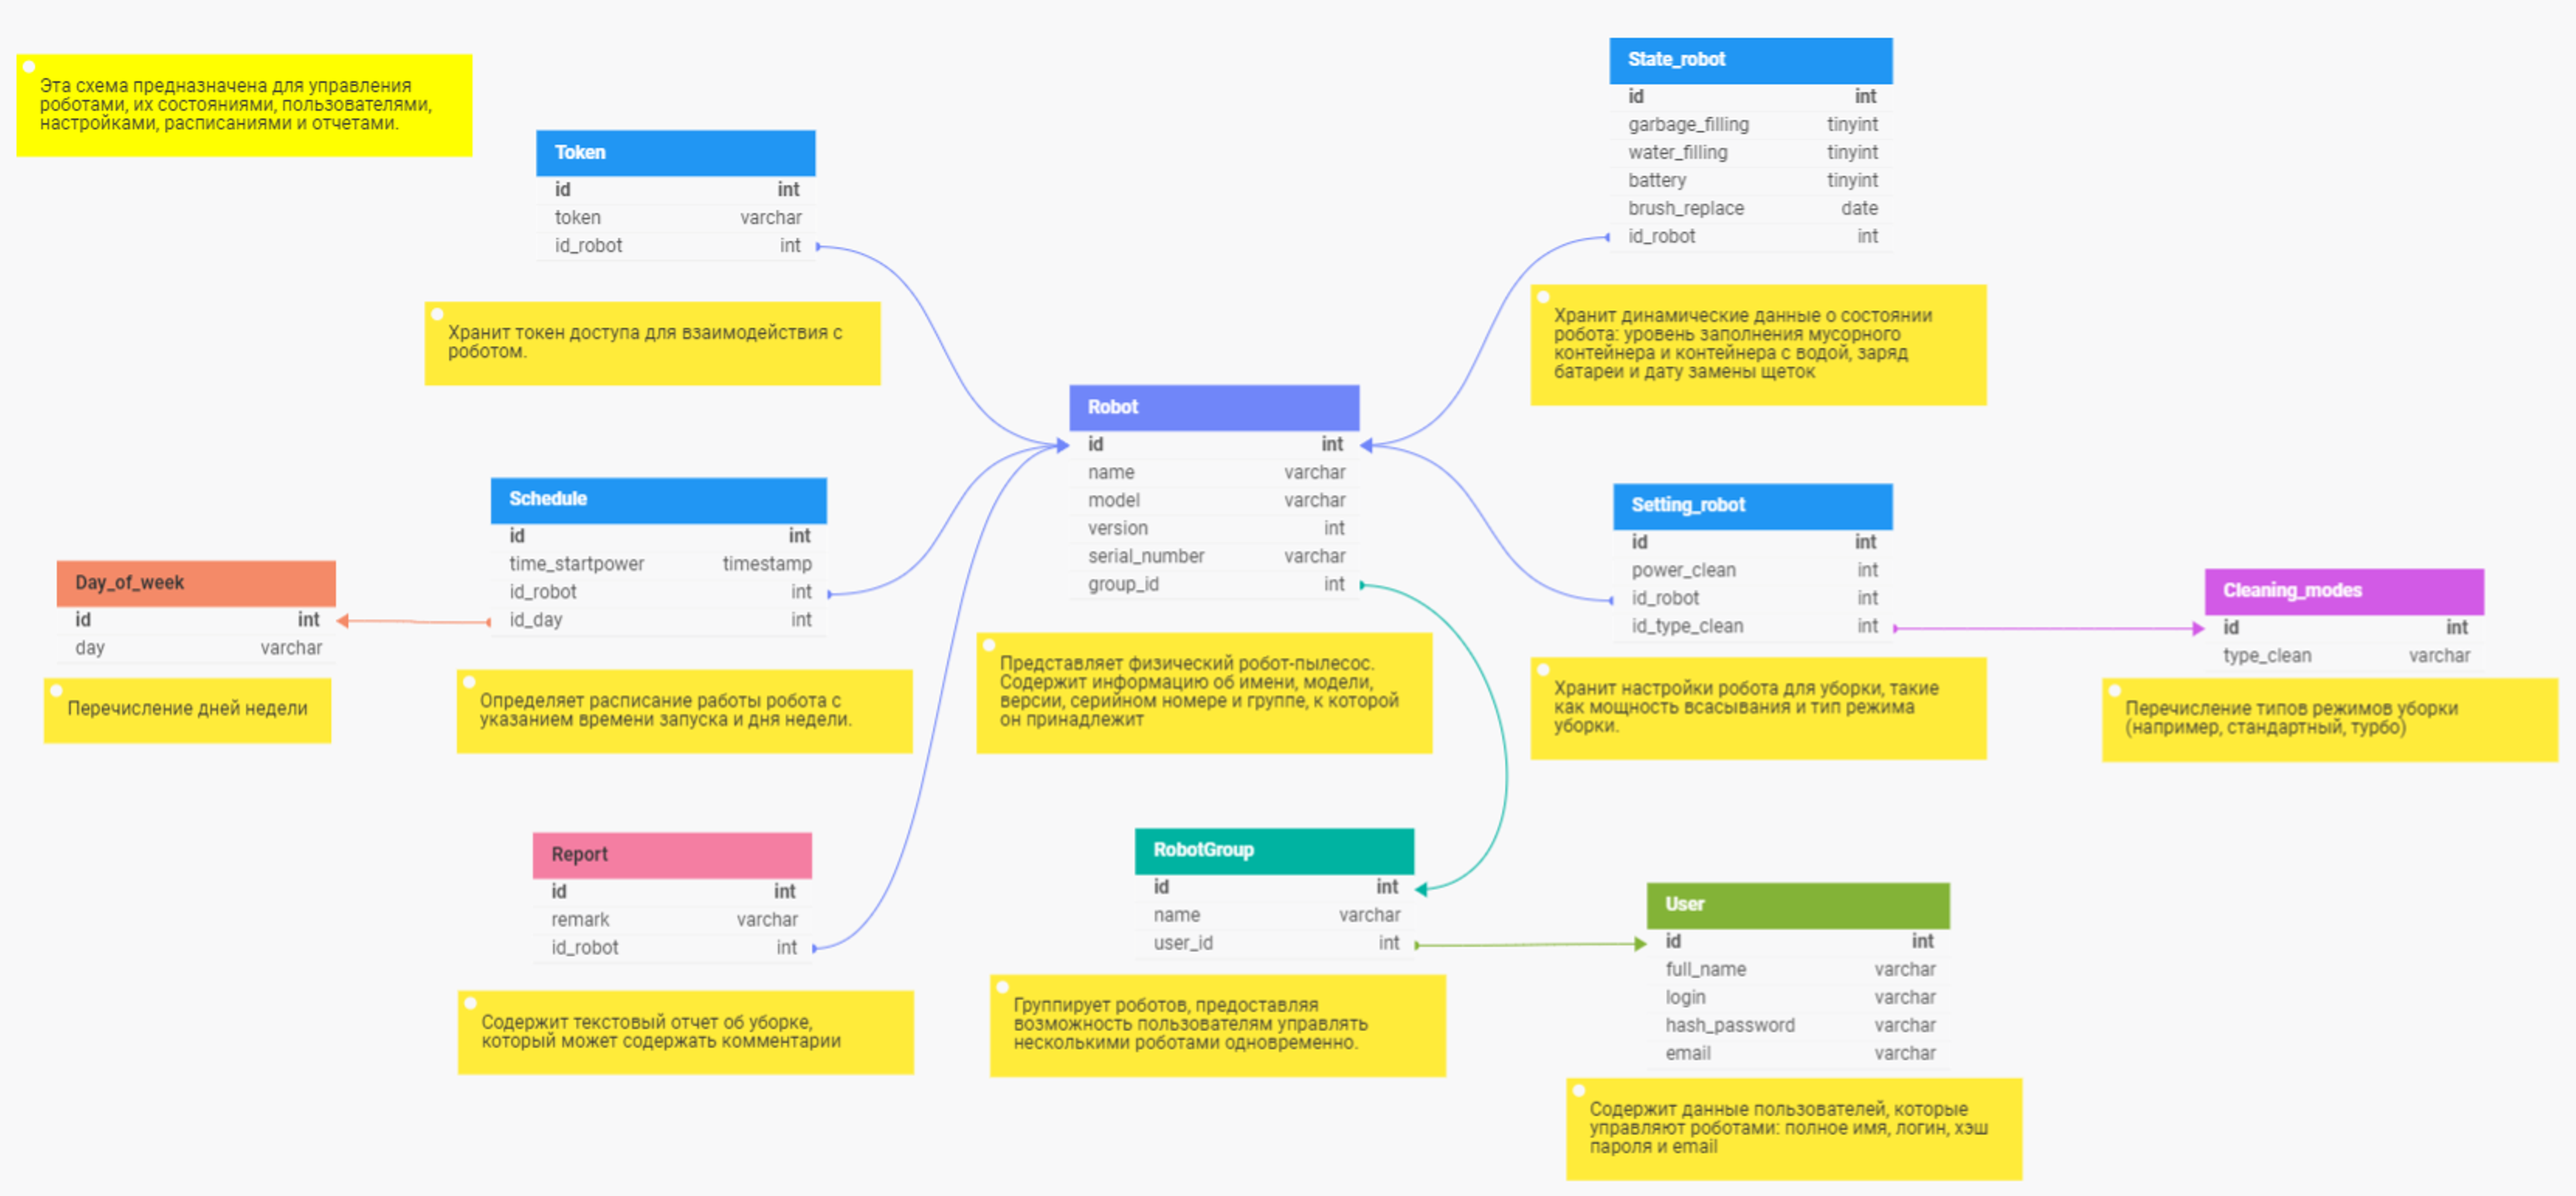 Эта схема предназначена для управления
роботами, их состояниями, пользователями,
настройками, расписаниями и отчетами.
Token
id int
token varchar
id_robot int
Хранит токен доступа для взаимодействия с
роботом.
State_robot
id int
garbage_filling tinyint
water_filling tinyint
battery tinyint
brush_replace date
id_robot int
Хранит динамические данные о состоянии
робота: уровень заполнения мусорного
контейнера и контейнера с водой, заряд
батареи и дату замены щеток
Robot
id int
name varchar
model varchar
version int
serial_number varchar
group_id int
Представляет физический робот-пылесос.
Содержит информацию об имени, модели,
версии, серийном номере и группе, к которой
он принадлежит
Schedule
id int
time_startpower timestamp
id_robot int
id_day int
Определяет расписание работы робота с
указанием времени запуска и дня недели.
Day_of_week
id int
day varchar
Перечисление дней недели
Setting_robot
id int
power_clean int
id_robot int
id_type_clean int
Хранит настройки робота для уборки, такие
как мощность всасывания и тип режима
уборки.
Cleaning_modes
id int
type_clean varchar
Перечисление типов режимов уборки
(например, стандартный, турбо)
Report
id int
remark varchar
id_robot int
Содержит текстовый отчет об уборке,
который может содержать комментарии
RobotGroup
id int
name varchar
user_id int
Группирует роботов, предоставляя
возможность пользователям управлять
несколькими роботами одновременно.
User
id int
full_name varchar
login varchar
hash_password varchar
email varchar
Содержит данные пользователей, которые
управляют роботами: полное имя, логин, хэш
пароля и email